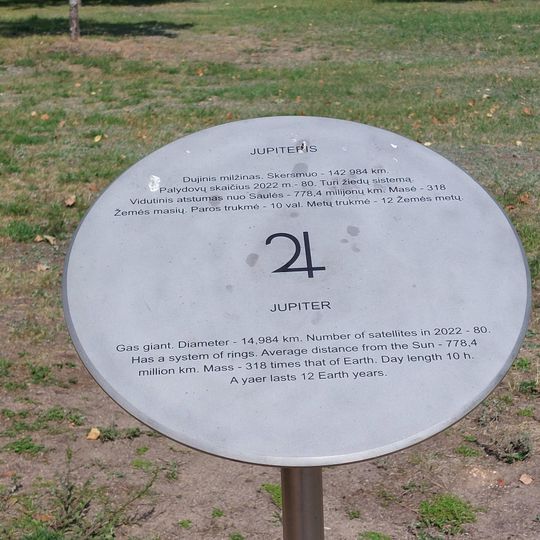 JUPITERIS
Dujinis milžinas. Skersmuo - 142 984 km.
Palydovų skaičius 2022 m.- 80. Turi žiedų sistemą.
Vidutinis atstumas nuo Saulės - 778,4 milijonų km. Masė - 318
Žemės masių. Paros trukmė - 10 val. Metų trukmė - 12 Žemės metų.
♃
JUPITER
Gas giant. Diameter - 14,984 km. Number of satellites in 2022 - 80.
Has a system of rings. Average distance from the Sun - 778,4
million km. Mass - 318 times that of Earth. Day length 10 h.
A yaer lasts 12 Earth years.